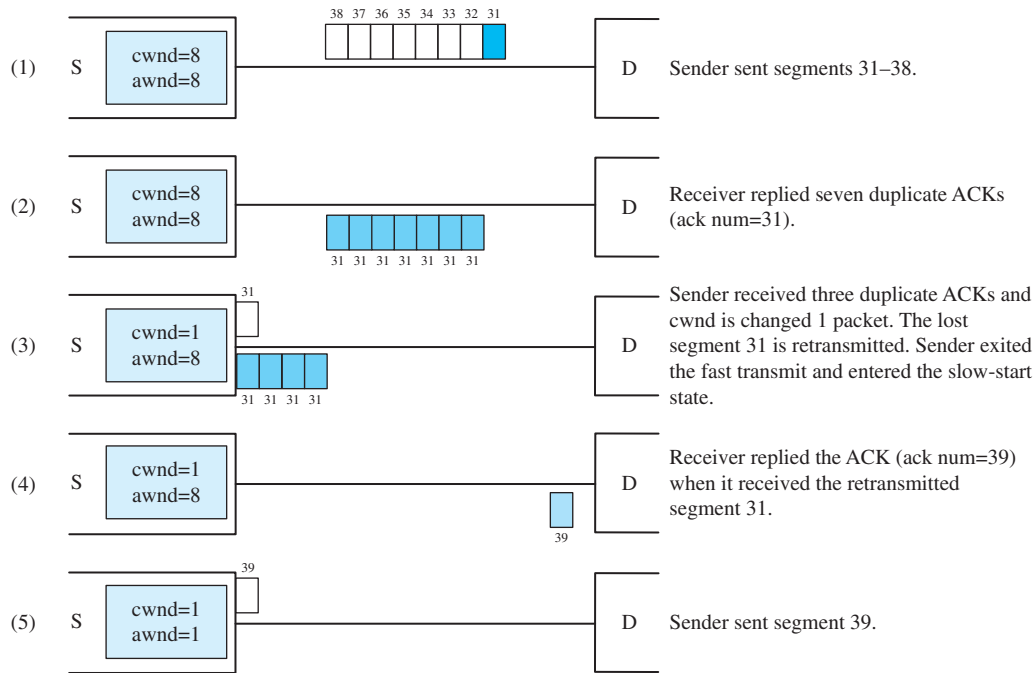 38 37 36 35 34 33 32 31
(1) S cwnd=8 D Sender sent segments 31–38.
awnd=8
(2) S cwnd=8 D Receiver replied seven duplicate ACKs
awnd=8 (ack num=31).
31 31 31 31 31 31 31
31 Sender received three duplicate ACKs and
cwnd is changed 1 packet. The lost
(3) S cwnd=1 D segment 31 is retransmitted. Sender exited
awnd=8 the fast transmit and entered the slow-start
31 31 31 31 state.
(4) S cwnd=1 D Receiver replied the ACK (ack num=39)
awnd=8 when it received the retransmitted
segment 31.
39
39
(5) S cwnd=1 D Sender sent segment 39.
awnd=1